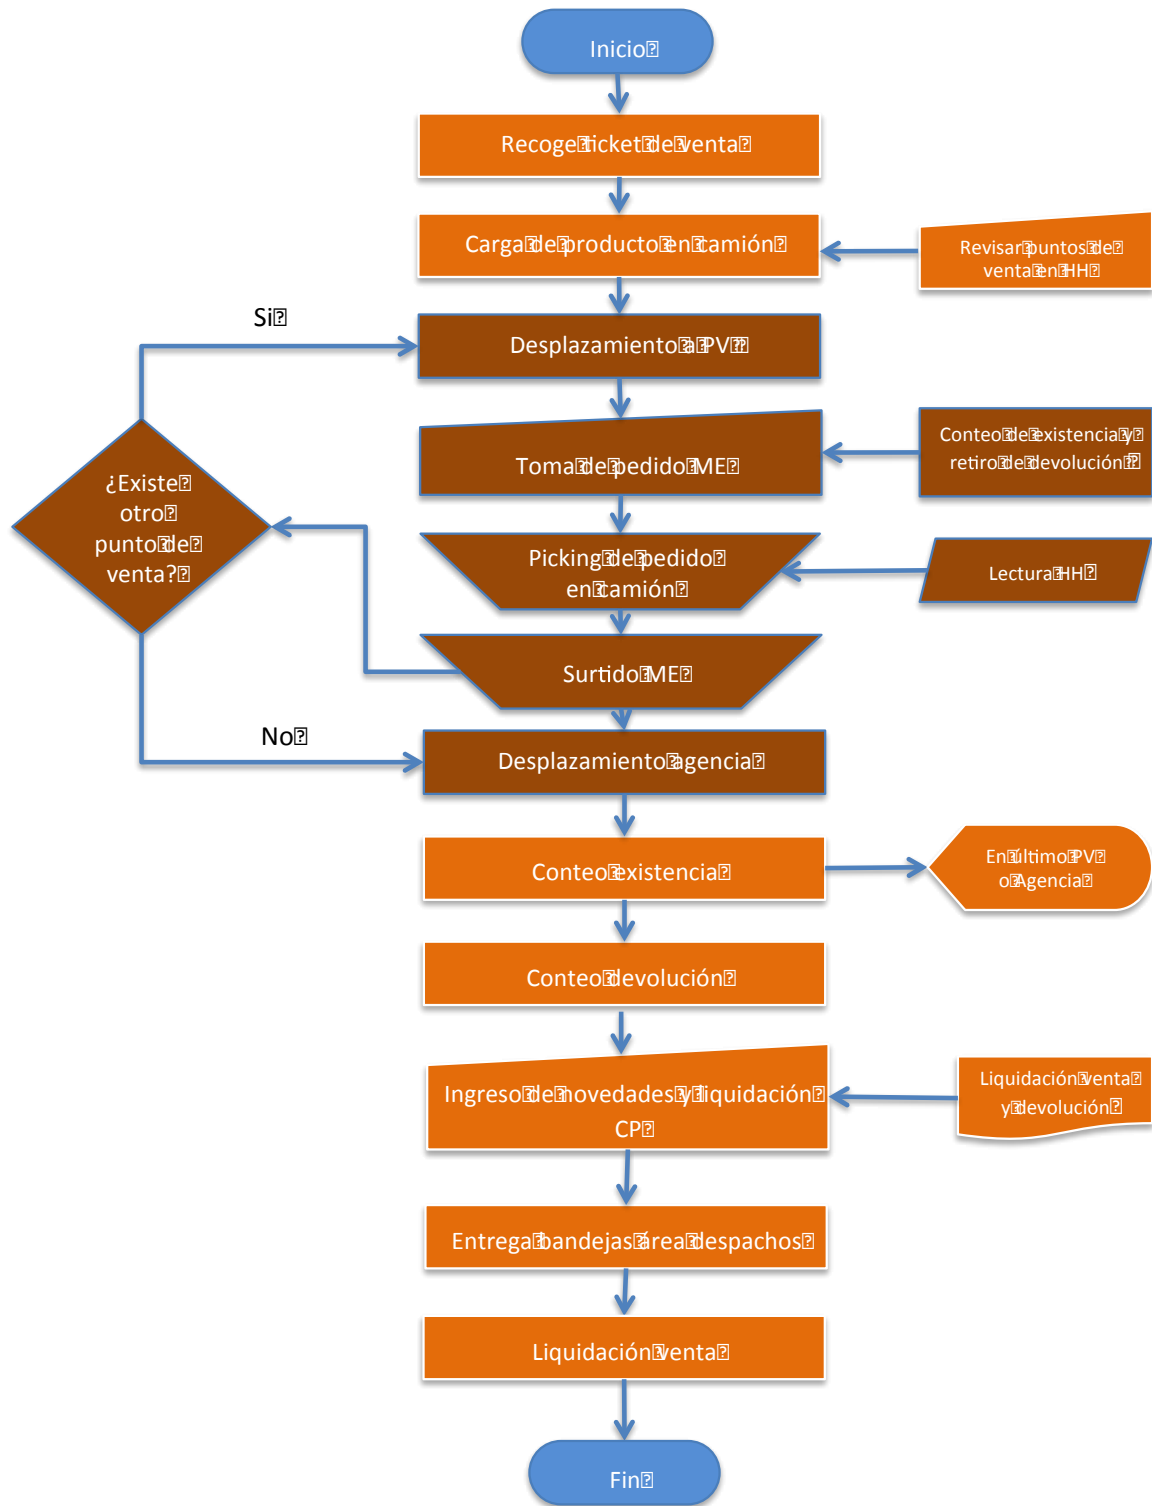 Inicio
Recoge ticket de venta
Carga de producto en camión
Revisar puntos de
venta en HH
Si
Desplazamiento a PV
Toma de pedido ME
Conteo de existencia y
retiro de devolución
¿Existe
otro
punto de
venta?
Picking de pedido
en camión
Lectura HH
Surtido ME
No
Desplazamiento agencia
Conteo existencia
En último PV
o Agencia
Conteo devolución
Ingreso de novedades y liquidación
CP
Liquidación venta
y devolución
Entrega bandejas área despachos
Liquidación venta
Fin